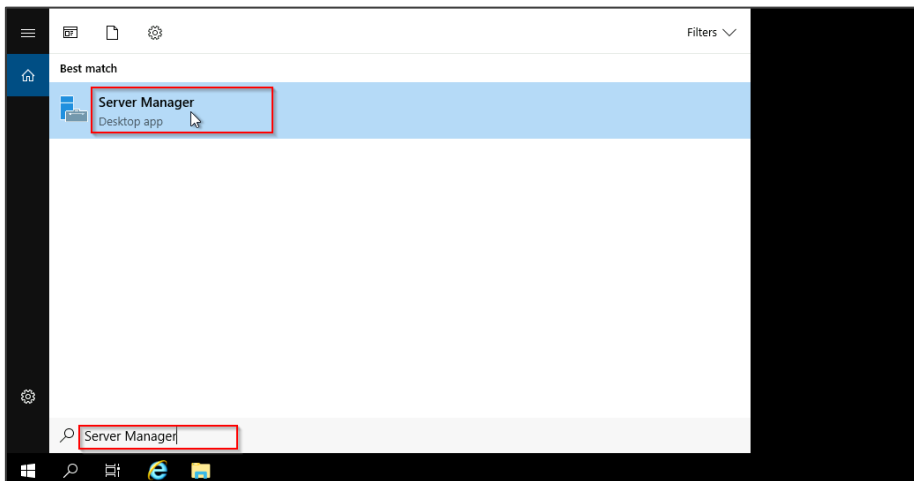 Filters
Best match
Server Manager
Desktop app
Server Manager